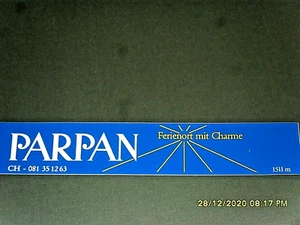 PARPAN
Ferienort mit Charme
CH - 081 35 12 63
1511 m
28/12/2020 08:17 PM